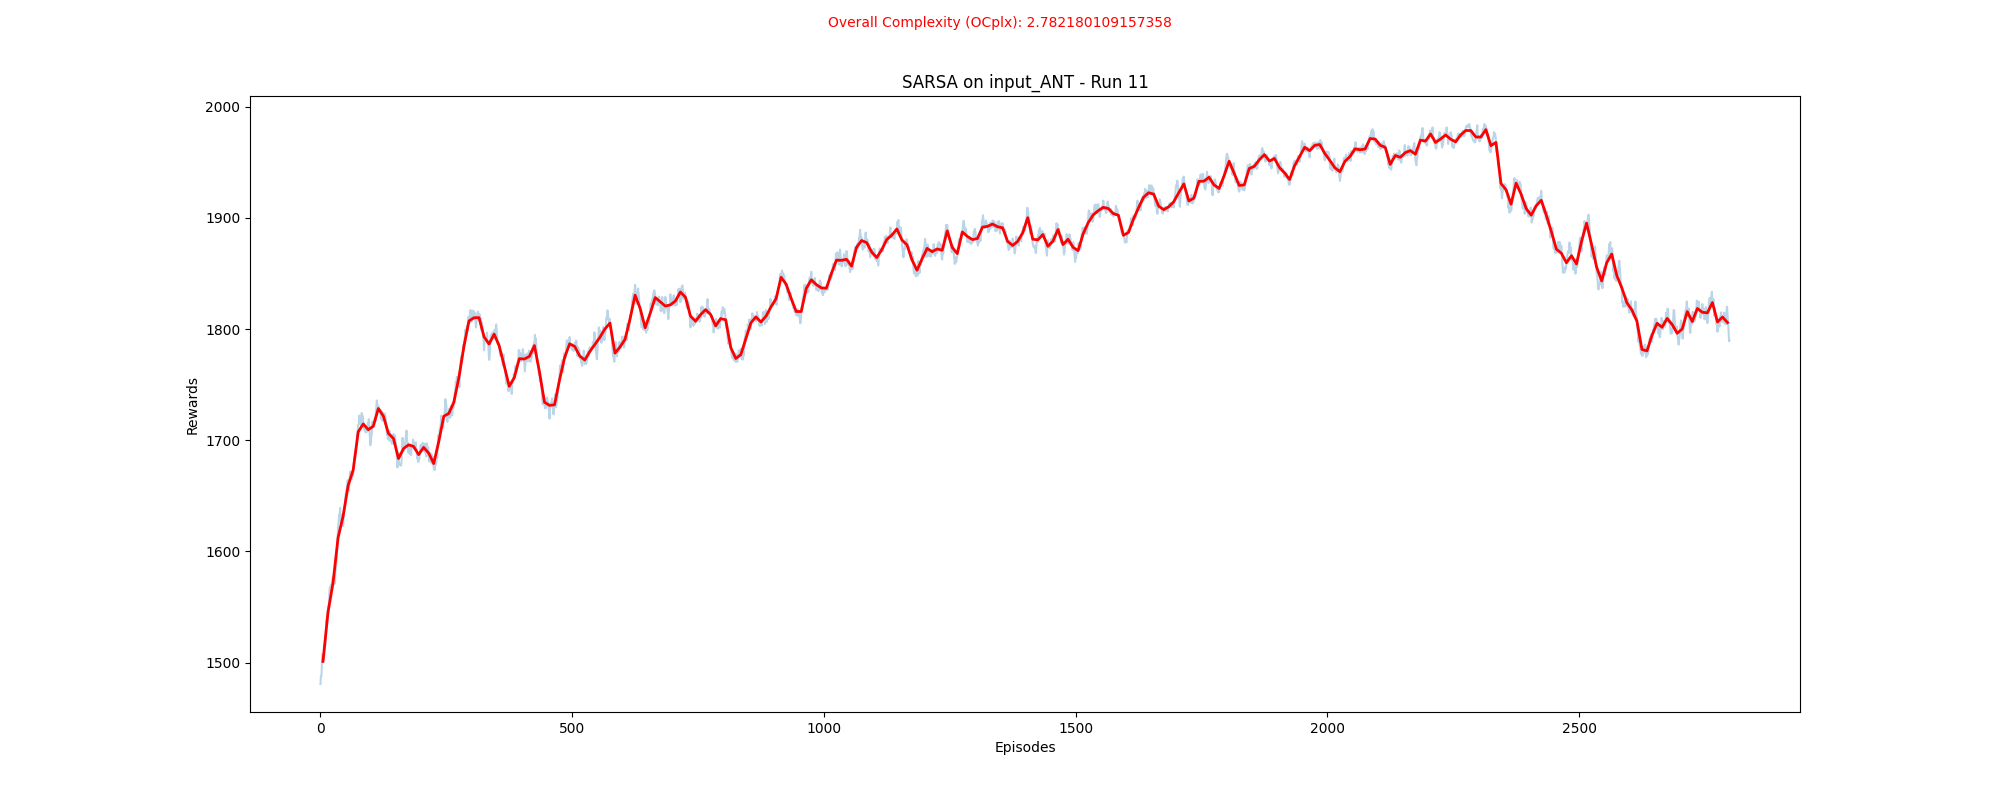 Overall Complexity (OCplx): 2.782180109157358
SARSA on input_ANT - Run 11
2000
1900
1800
1700
1600
1500
Rewards
0 500 1000 1500 2000 2500
Episodes